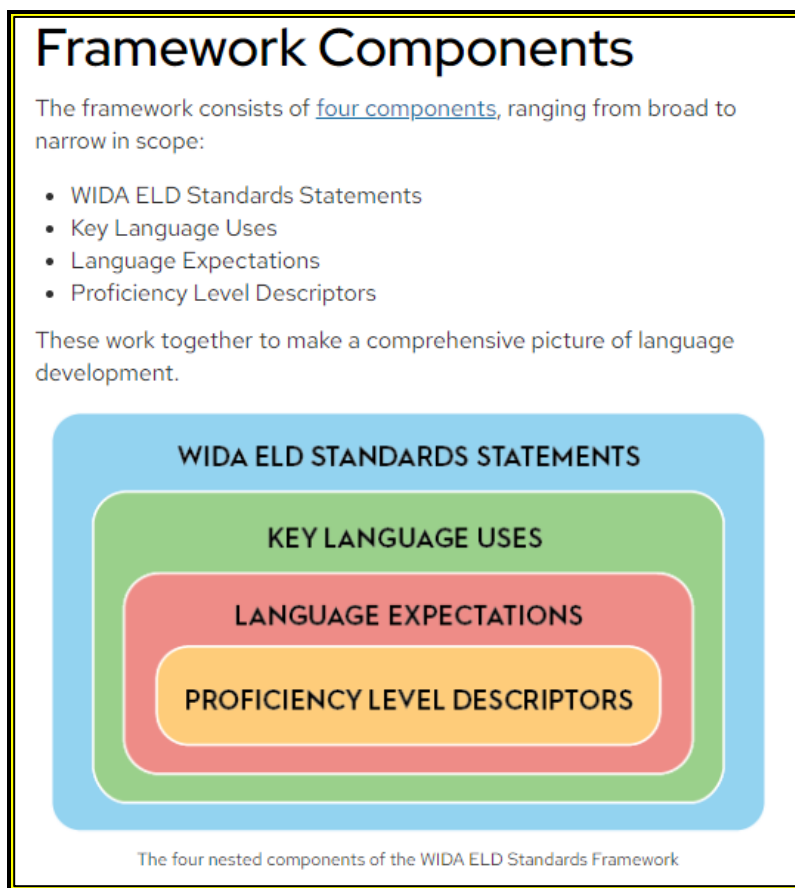 Framework Components
The framework consists of four components, ranging from broad to
narrow in scope:
• WIDA ELD Standards Statements
• Key Language Uses
• Language Expectations
• Proficiency Level Descriptors
These work together to make a comprehensive picture of language
development.
WIDA ELD STANDARDS STATEMENTS
KEY LANGUAGE USES
LANGUAGE EXPECTATIONS
PROFICIENCY LEVEL DESCRIPTORS
The four nested components of the WIDA ELD Standards Framework